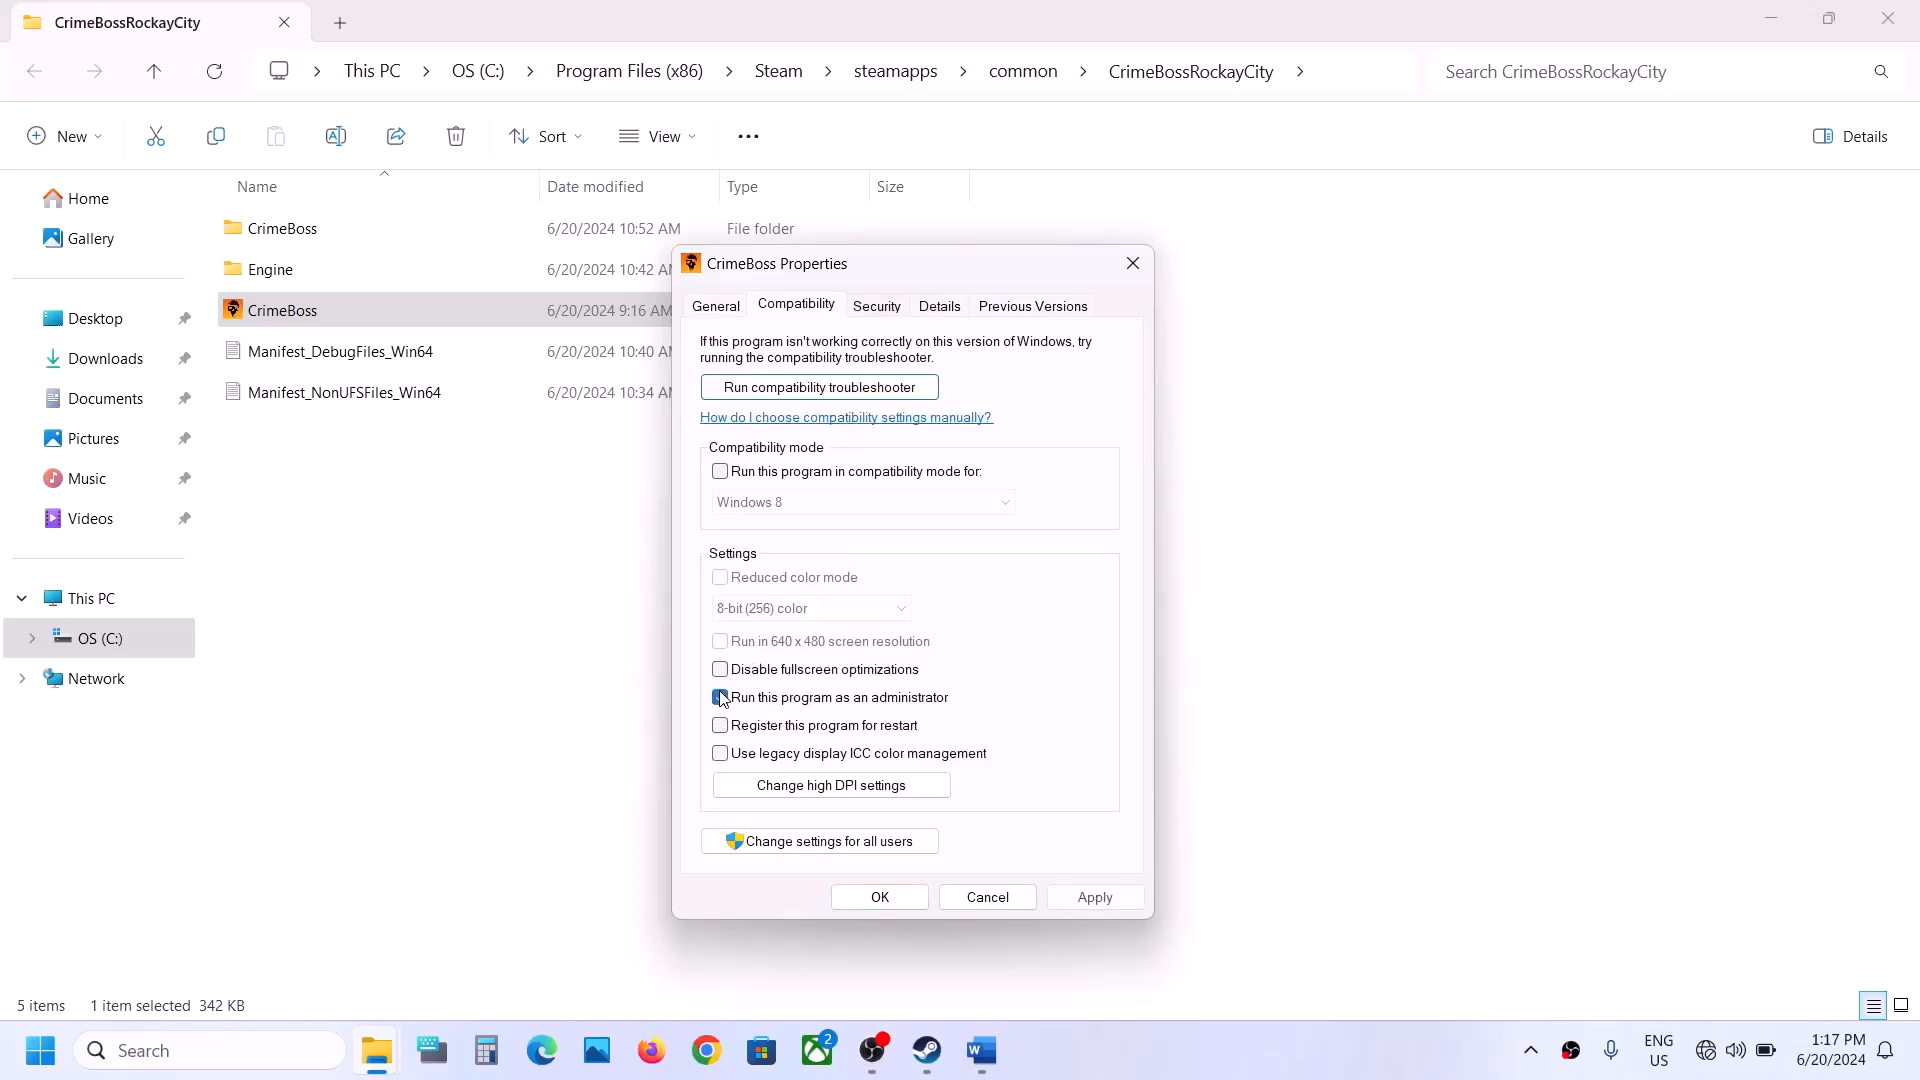 CrimeBossRockayCity
This PC > OS (C:) > Program Files (x86) > Steam > steamapps > common > CrimeBossRockayCity >
Search CrimeBossRockayCity
New
Sort
View
Details
Home
Gallery
Desktop
Downloads
Documents
Pictures
Music
Videos
This PC
OS (C:)
Network
Name Date modified Type Size
CrimeBoss 6/20/2024 10:52 AM File folder
Engine 6/20/2024 10:42 AM
CrimeBoss 6/20/2024 9:16 AM
Manifest_DebugFiles_Win64 6/20/2024 10:40 AM
Manifest_NonUFSFiles_Win64 6/20/2024 10:34 AM
CrimeBoss Properties
General Compatibility Security Details Previous Versions
If this program isn't working correctly on this version of Windows, try
running the compatibility troubleshooter.
Run compatibility troubleshooter
How do I choose compatibility settings manually?
Compatibility mode
Run this program in compatibility mode for:
Windows 8
Settings
Reduced color mode
8-bit (256) color
Run in 640 x 480 screen resolution
Disable fullscreen optimizations
Run this program as an administrator
Register this program for restart
Use legacy display ICC color management
Change high DPI settings
Change settings for all users
OK Cancel Apply
5 items 1 item selected 342 KB
Search
2
ENG
US
1:17 PM
6/20/2024